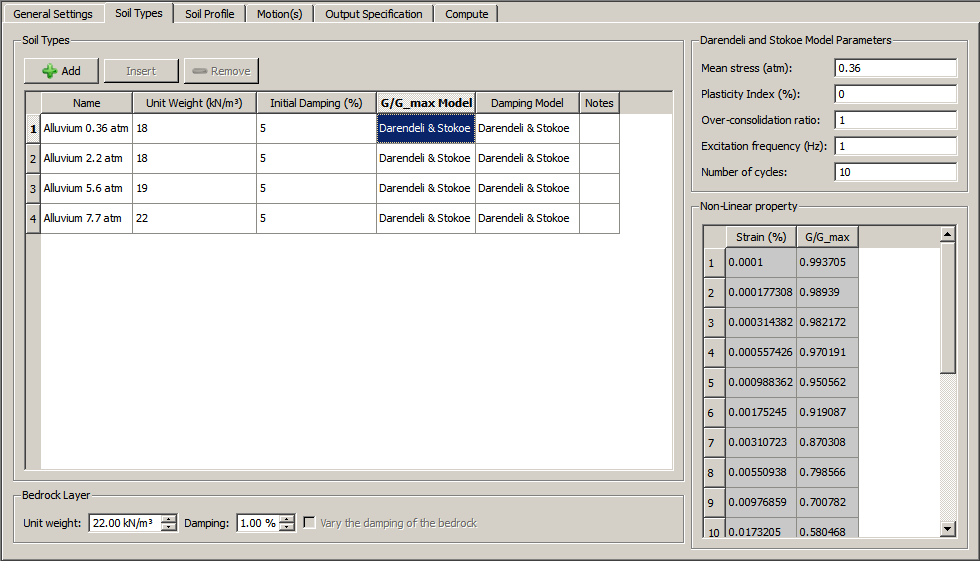 General Settings Soil Types Soil Profile Motion(s) Output Specification Compute
Soil Types
Add Insert Remove
Name Unit Weight (kN/m³) Initial Damping (%) G/G_max Model Damping Model Notes
1 Alluvium 0.36 atm 18 5 Darendeli & Stokoe Darendeli & Stokoe
2 Alluvium 2.2 atm 18 5 Darendeli & Stokoe Darendeli & Stokoe
3 Alluvium 5.6 atm 19 5 Darendeli & Stokoe Darendeli & Stokoe
4 Alluvium 7.7 atm 22 5 Darendeli & Stokoe Darendeli & Stokoe
Bedrock Layer
Unit weight: 22.00 kN/m³ Damping: 1.00 % Vary the damping of the bedrock
Darendeli and Stokoe Model Parameters
Mean stress (atm): 0.36
Plasticity Index (%): 0
Over-consolidation ratio: 1
Excitation frequency (Hz): 1
Number of cycles: 10
Non-Linear property
Strain (%) G/G_max
1 0.0001 0.993705
2 0.000177308 0.98939
3 0.000314382 0.982172
4 0.000557426 0.970191
5 0.000988362 0.950562
6 0.00175245 0.919087
7 0.00310723 0.870308
8 0.00550938 0.798566
9 0.00976859 0.700782
10 0.0173205 0.580468